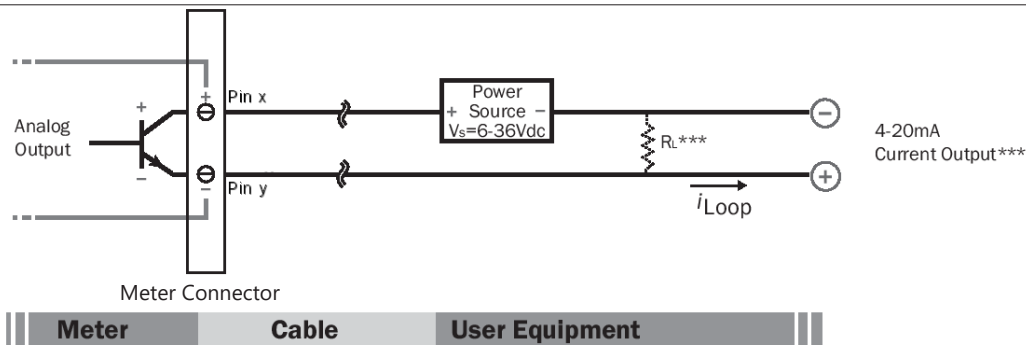 Pin x
Power
+ Source −
Vs=6-36Vdc
Analog
Output
+
−
+
−
Pin y
RL***
iLoop
−
+
4-20mA
Current Output***
Meter Connector
Meter
Cable
User Equipment